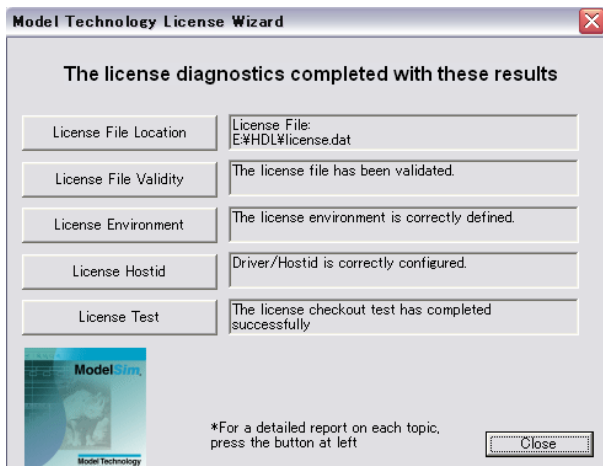 Model Technology License Wizard
The license diagnostics completed with these results
License File Location
License File:
E:¥HDL¥license.dat
License File Validity
The license file has been validated.
License Environment
The license environment is correctly defined.
License Hostid
Driver/Hostid is correctly configured.
License Test
The license checkout test has completed
successfully
ModelSim
Model Technology
*For a detailed report on each topic,
press the button at left
Close